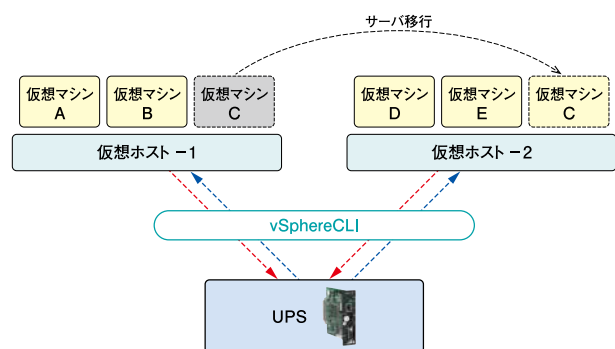 サーバ移行
仮想マシン
A
仮想マシン
B
仮想マシン
C
仮想マシン
D
仮想マシン
E
仮想マシン
C
仮想ホスト－1
仮想ホスト－2
vSphereCLI
UPS